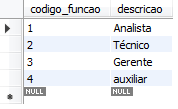 codigo_funcao descricao
1 Analista
2 Técnico
3 Gerente
4 auxiliar
NULL NULL